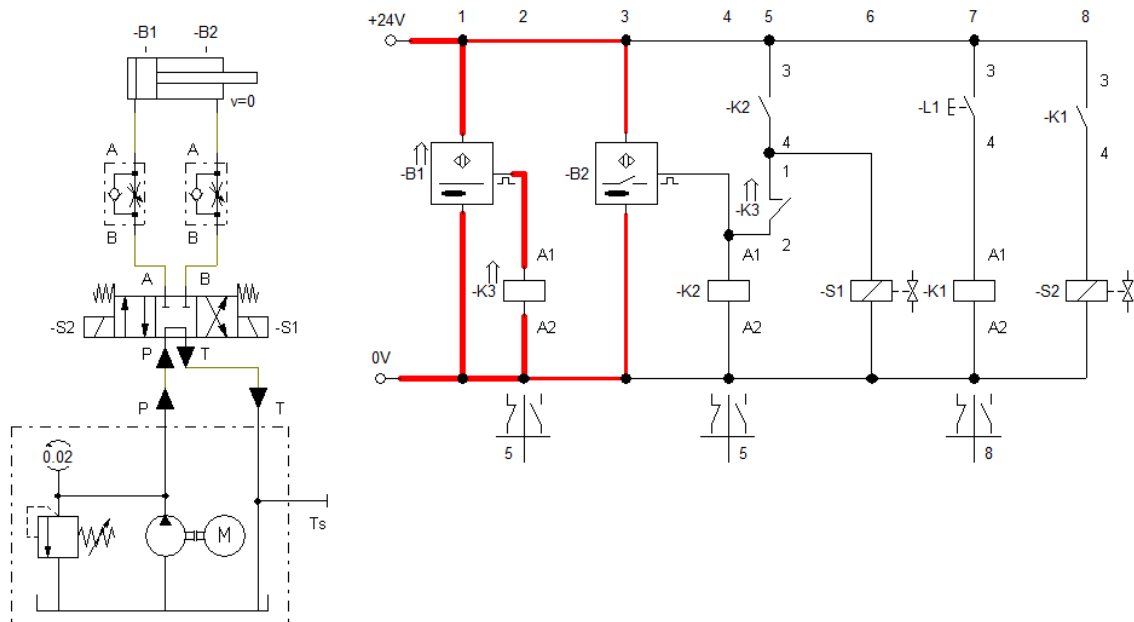 -B1 -B2
v=0
A A
B B
A B
-S2 -S1
P T
P T
0.02
M
Ts
+24V 1 2 3 4 5 6 7 8
3 3 3
-K2 -L1 -K1
4 4 4
-B1 -B2 1
-K3
2
A1 A1 A1
-K3 -K2 -S1 -K1 -S2
A2 A2 A2
0V
5 5 8